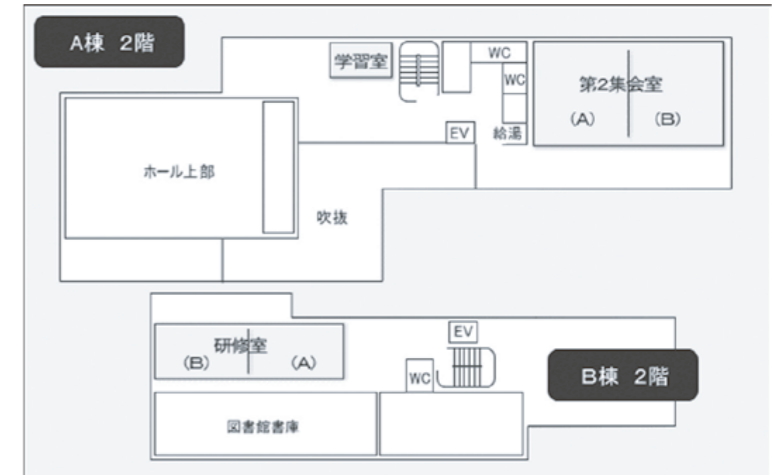 A棟 2階
学習室
WC
WC
第2集会室
(A)
(B)
EV
給湯
ホール上部
吹抜
EV
研修室
(B)
(A)
WC
B棟 2階
図書館書庫